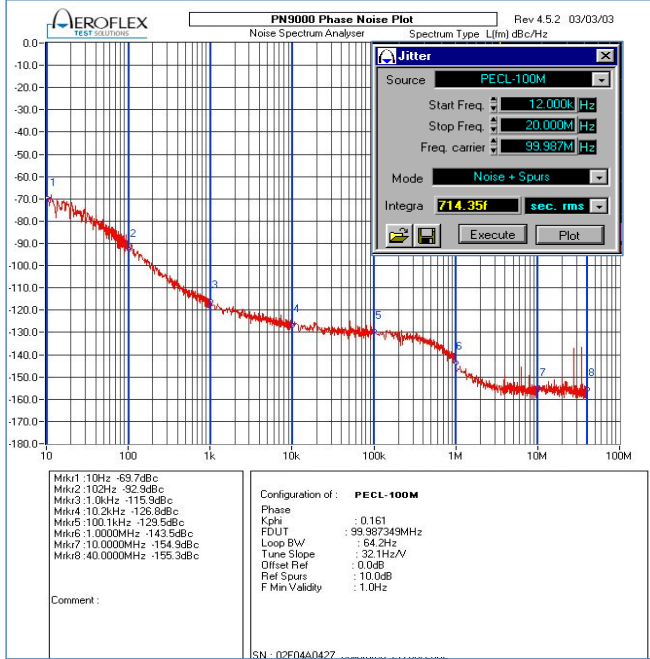 AEROFLEX
TEST SOLUTIONS
PN9000 Phase Noise Plot
Rev 4.5.2 03/03/03
Noise Spectrum Analyser
Spectrum Type L(fm) dBc/Hz
0.0
-10.0
-20.0
-30.0
-40.0
-50.0
-60.0
-70.0
-80.0
-90.0
-100.0
-110.0
-120.0
-130.0
-140.0
-150.0
-160.0
-170.0
-180.0
Jitter
Source PECL-100M
Start Freq. 12.000k Hz
Stop Freq. 20.000M Hz
Freq. carrier 99.987M Hz
Mode Noise + Spurs
Integra 714.35f sec. rms
Execute Plot
1
2
3
4
5
6
7
8
10 100 1k 10k 100k 1M 10M 100M
Mrkr1 :10Hz -69.7dBc
Mrkr2 :102Hz -92.9dBc
Mrkr3 :1.0kHz -115.9dBc
Mrkr4 :10.2kHz -126.8dBc
Mrkr5 :100.1kHz -129.5dBc
Mrkr6 :1.0000MHz -143.5dBc
Mrkr7 :10.0000MHz -154.9dBc
Mrkr8 :40.0000MHz -155.3dBc
Comment :
Configuration of : PECL-100M
Phase
Kphi : 0.161
FDUT : 99.987349MHz
Loop BW : 64.2Hz
Tune Slope : 32.1Hz/V
Offset Ref : 0.0dB
Ref Spurs : 10.0dB
F Min Validity : 1.0Hz
SN : 02F04A0427